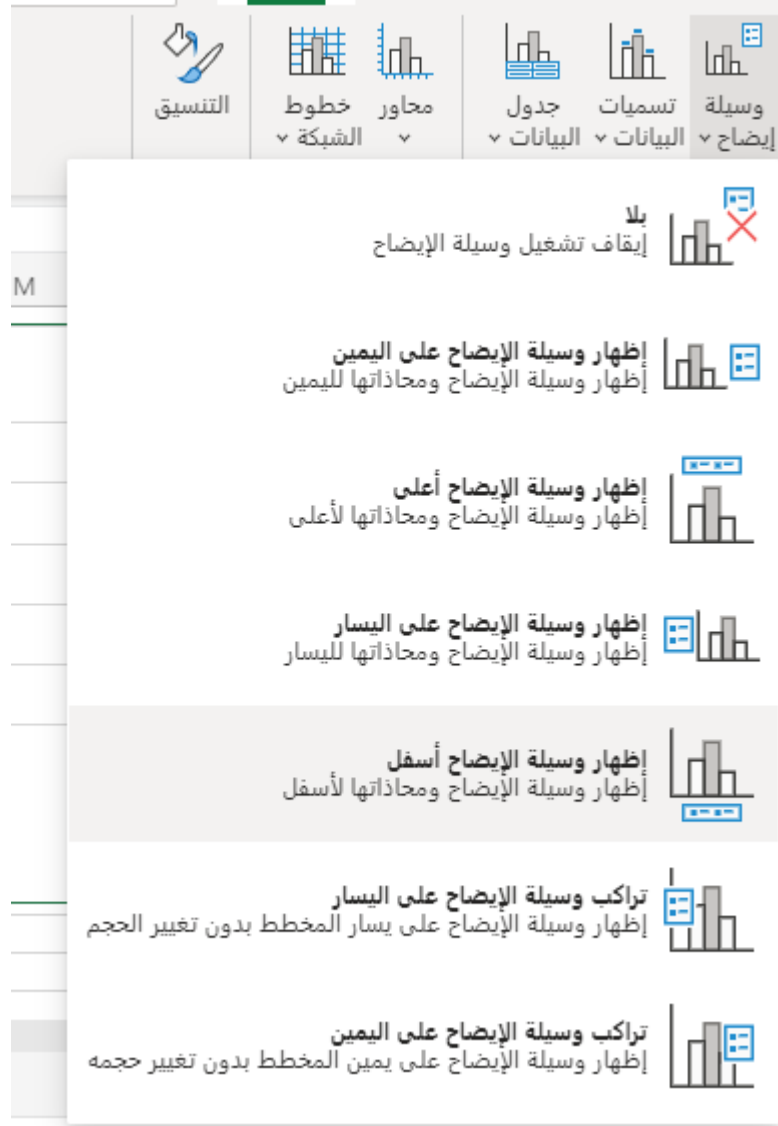 وسيلة إيضاح
تسميات البيانات
جدول البيانات
محاور
خطوط الشبكة
التنسيق
M
بلا
إيقاف تشغيل وسيلة الإيضاح
إظهار وسيلة الإيضاح على اليمين
إظهار وسيلة الإيضاح ومحاذاتها لليمين
إظهار وسيلة الإيضاح أعلى
إظهار وسيلة الإيضاح ومحاذاتها لأعلى
إظهار وسيلة الإيضاح على اليسار
إظهار وسيلة الإيضاح ومحاذاتها لليسار
إظهار وسيلة الإيضاح أسفل
إظهار وسيلة الإيضاح ومحاذاتها لأسفل
تراكب وسيلة الإيضاح على اليسار
إظهار وسيلة الإيضاح على يسار المخطط بدون تغيير الحجم
تراكب وسيلة الإيضاح على اليمين
إظهار وسيلة الإيضاح على يمين المخطط بدون تغيير حجمه